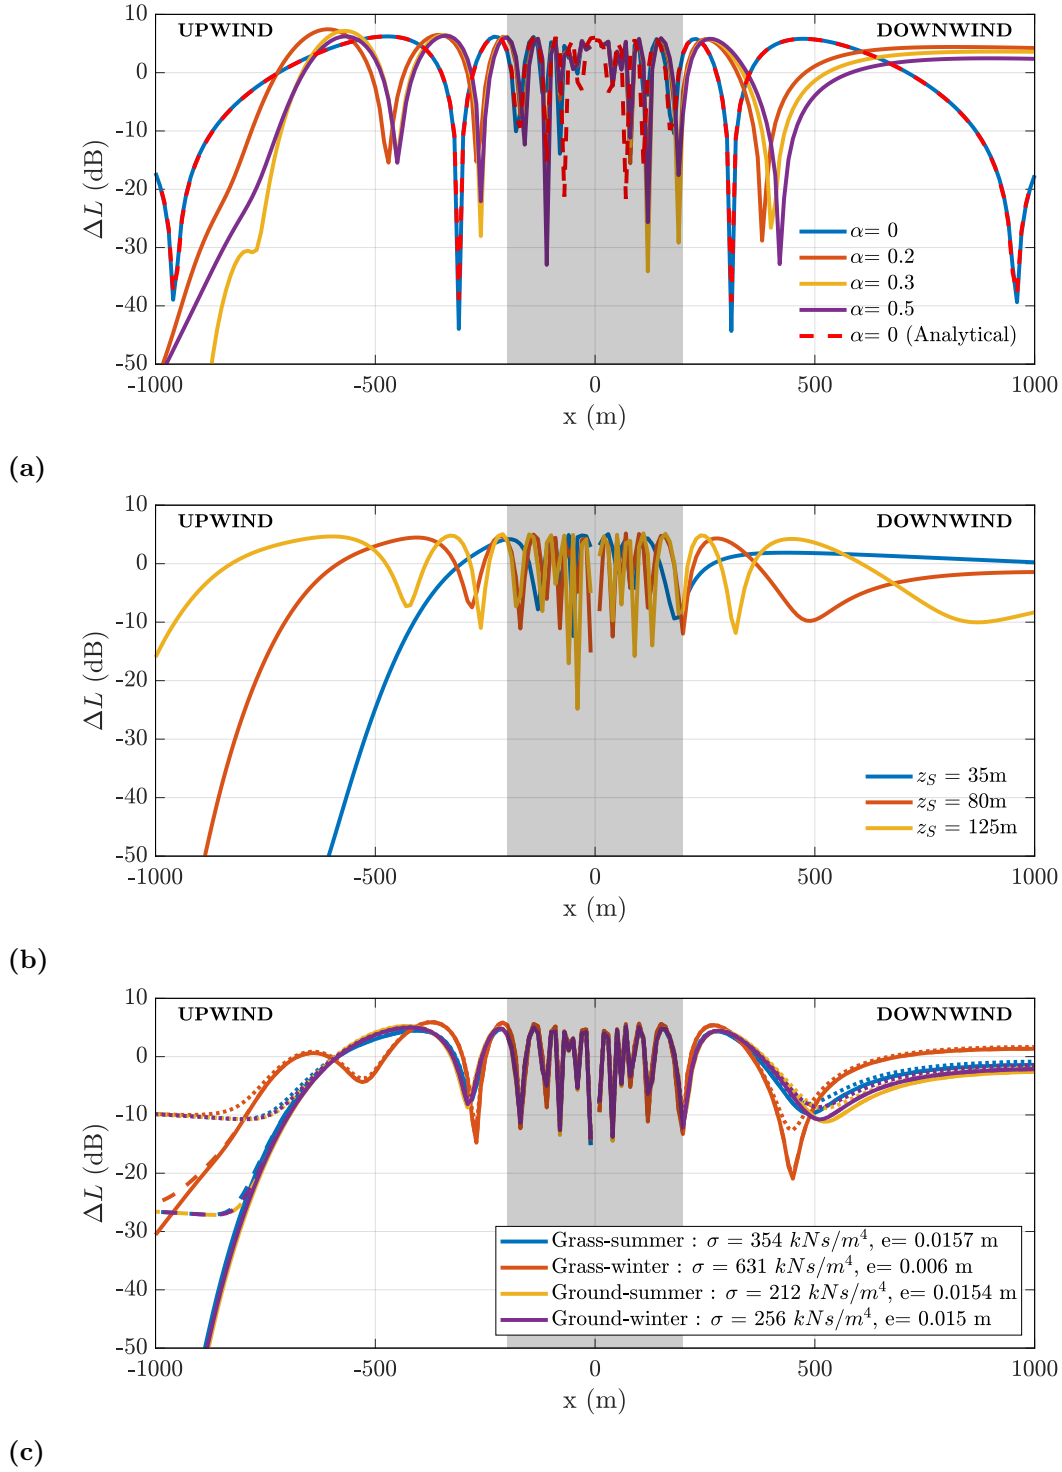 UPWIND
DOWNWIND
10
0
-10
-20
-30
-40
-50
ΔL (dB)
α= 0
α= 0.2
α= 0.3
α= 0.5
α= 0 (Analytical)
-1000
-500
0
500
1000
x (m)
(a)
UPWIND
DOWNWIND
10
0
-10
-20
-30
-40
-50
ΔL (dB)
z_S = 35m
z_S = 80m
z_S = 125m
-1000
-500
0
500
1000
x (m)
(b)
UPWIND
DOWNWIND
10
0
-10
-20
-30
-40
-50
ΔL (dB)
Grass-summer : σ = 354 kNs/m⁴, e= 0.0157 m
Grass-winter : σ = 631 kNs/m⁴, e= 0.006 m
Ground-summer : σ = 212 kNs/m⁴, e= 0.0154 m
Ground-winter : σ = 256 kNs/m⁴, e= 0.015 m
-1000
-500
0
500
1000
x (m)
(c)